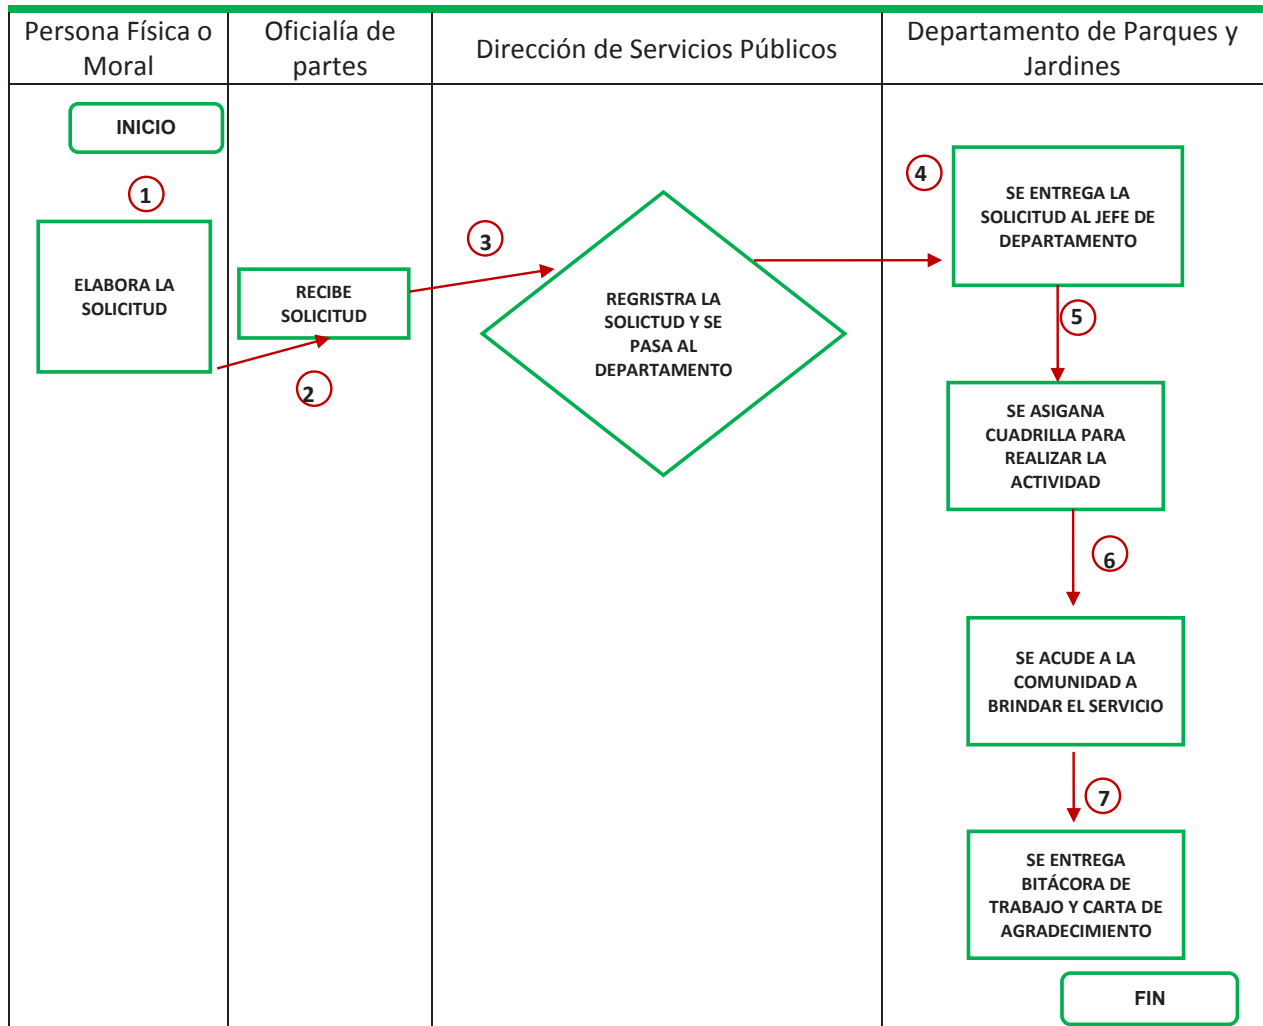 Persona Física o
Moral
Oficialía de
partes
Dirección de Servicios Públicos
Departamento de Parques y
Jardines
INICIO
1
ELABORA LA
SOLICITUD
RECIBE
SOLICITUD
2
3
REGRISTRA LA
SOLICTUD Y SE
PASA AL
DEPARTAMENTO
4
SE ENTREGA LA
SOLICITUD AL JEFE DE
DEPARTAMENTO
5
SE ASIGANA
CUADRILLA PARA
REALIZAR LA
ACTIVIDAD
6
SE ACUDE A LA
COMUNIDAD A
BRINDAR EL SERVICIO
7
SE ENTREGA
BITÁCORA DE
TRABAJO Y CARTA DE
AGRADECIMIENTO
FIN